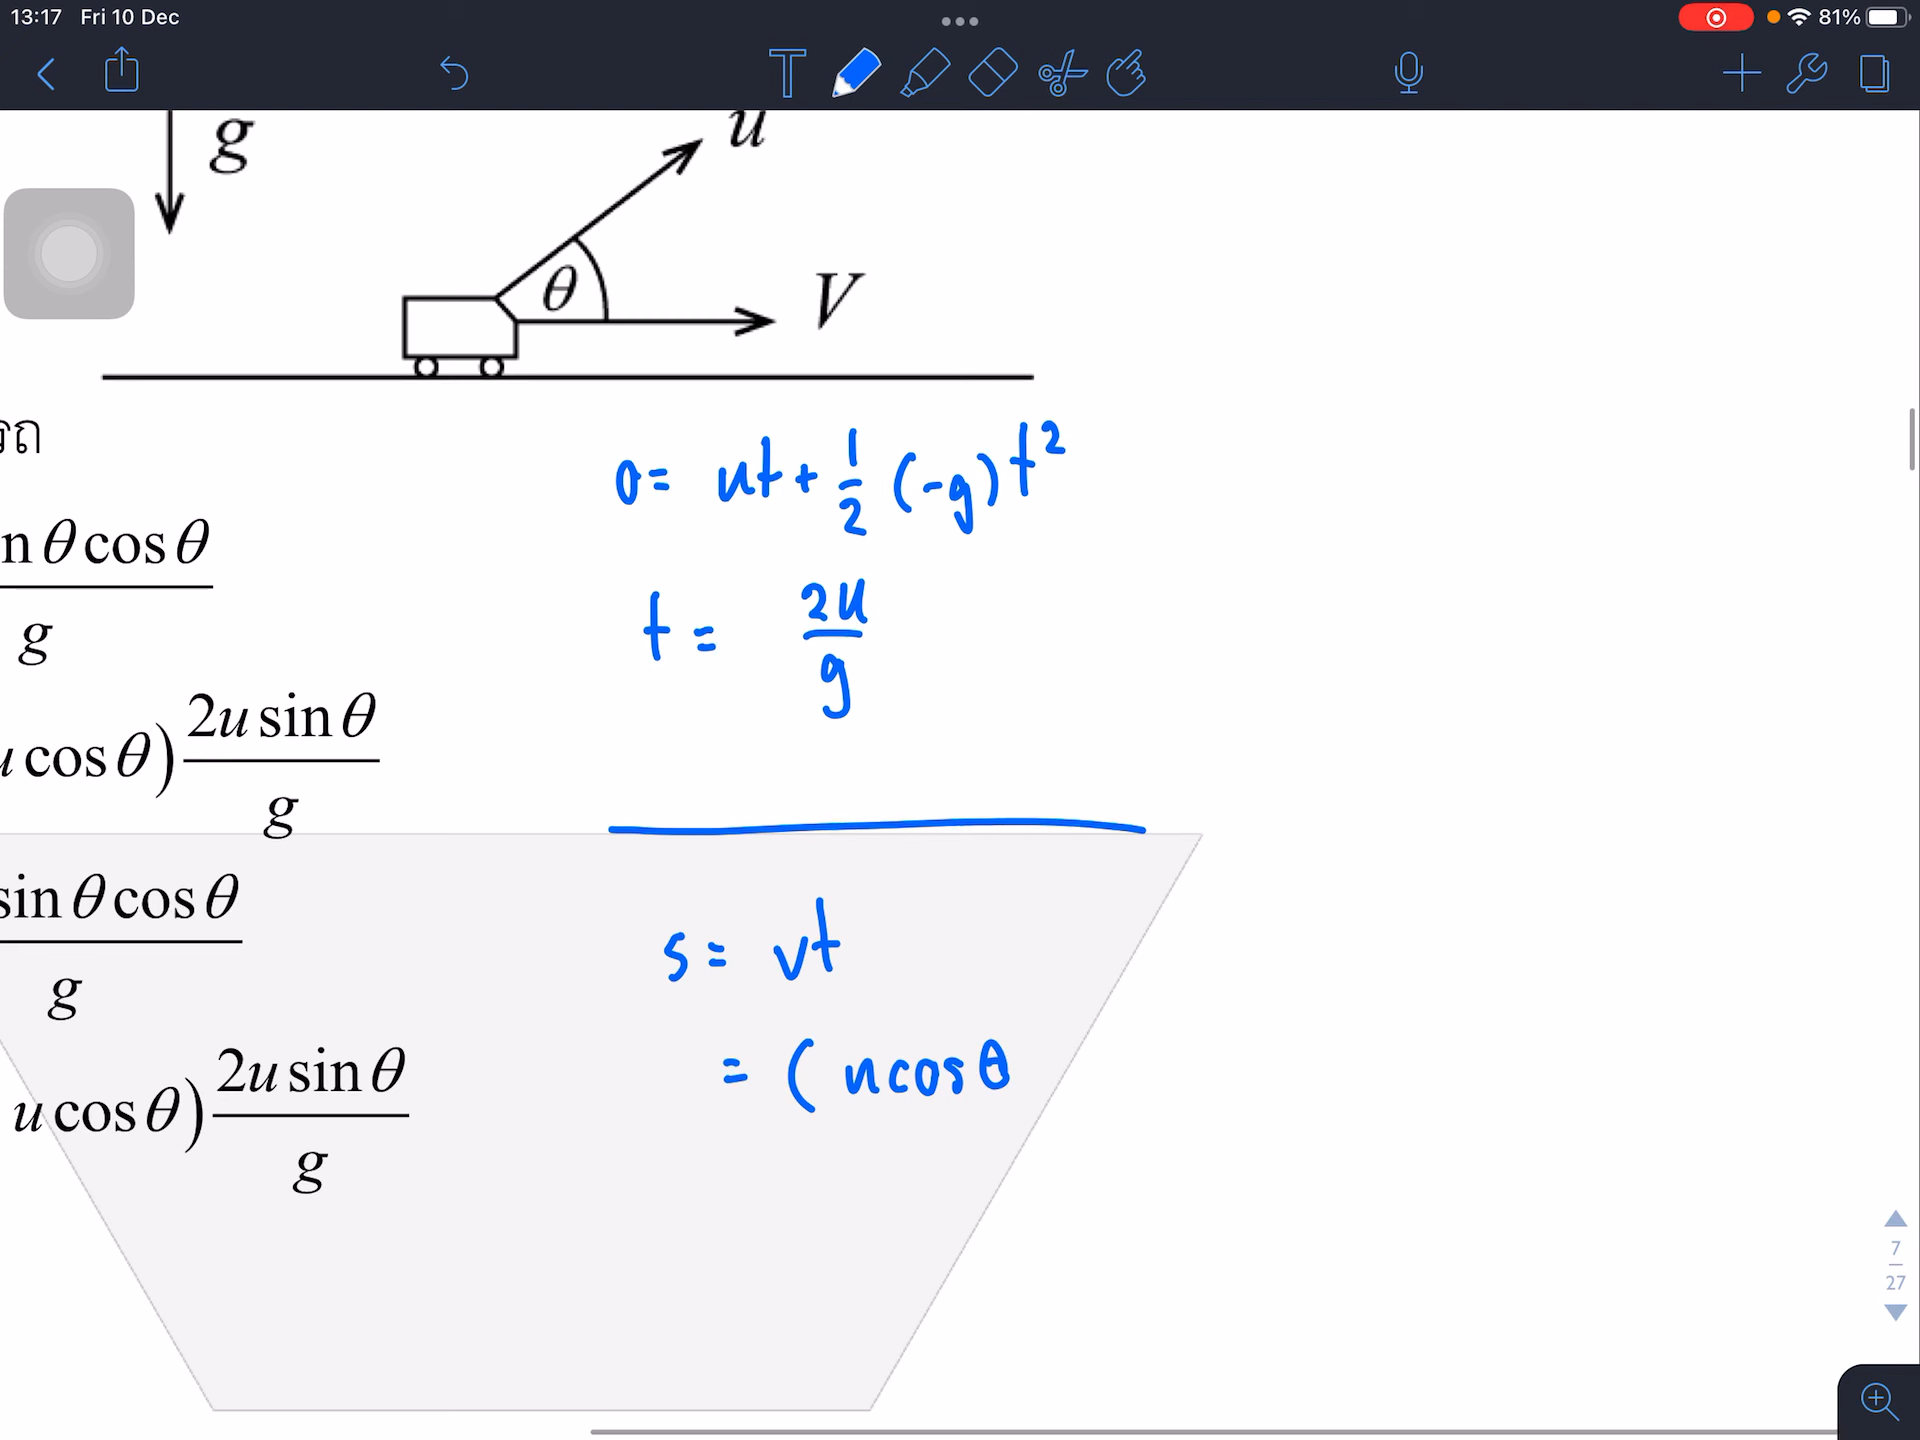 13:17 Fri 10 Dec
81%
g
u
θ
V
n θ cos θ
g
u cos θ) 2u sin θ
g
sin θ cos θ
g
u cos θ) 2u sin θ
g
0 = ut + 1/2 (-g) t²
t = 2u/g
s = vt
= ( ucosθ
7
27